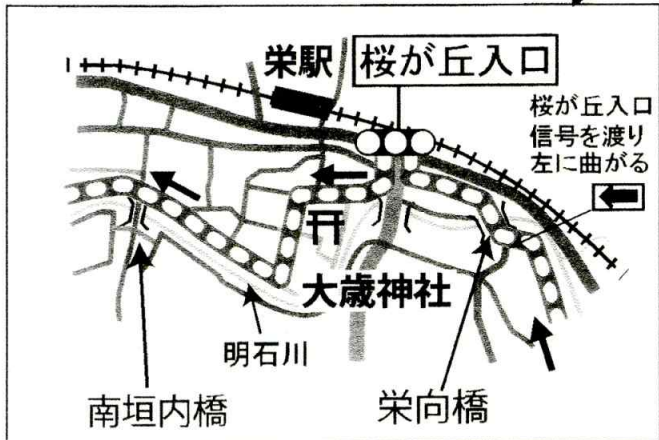 栄駅
桜が丘入口
桜が丘入口
信号を渡り
左に曲がる
大歳神社
明石川
南垣内橋
栄向橋